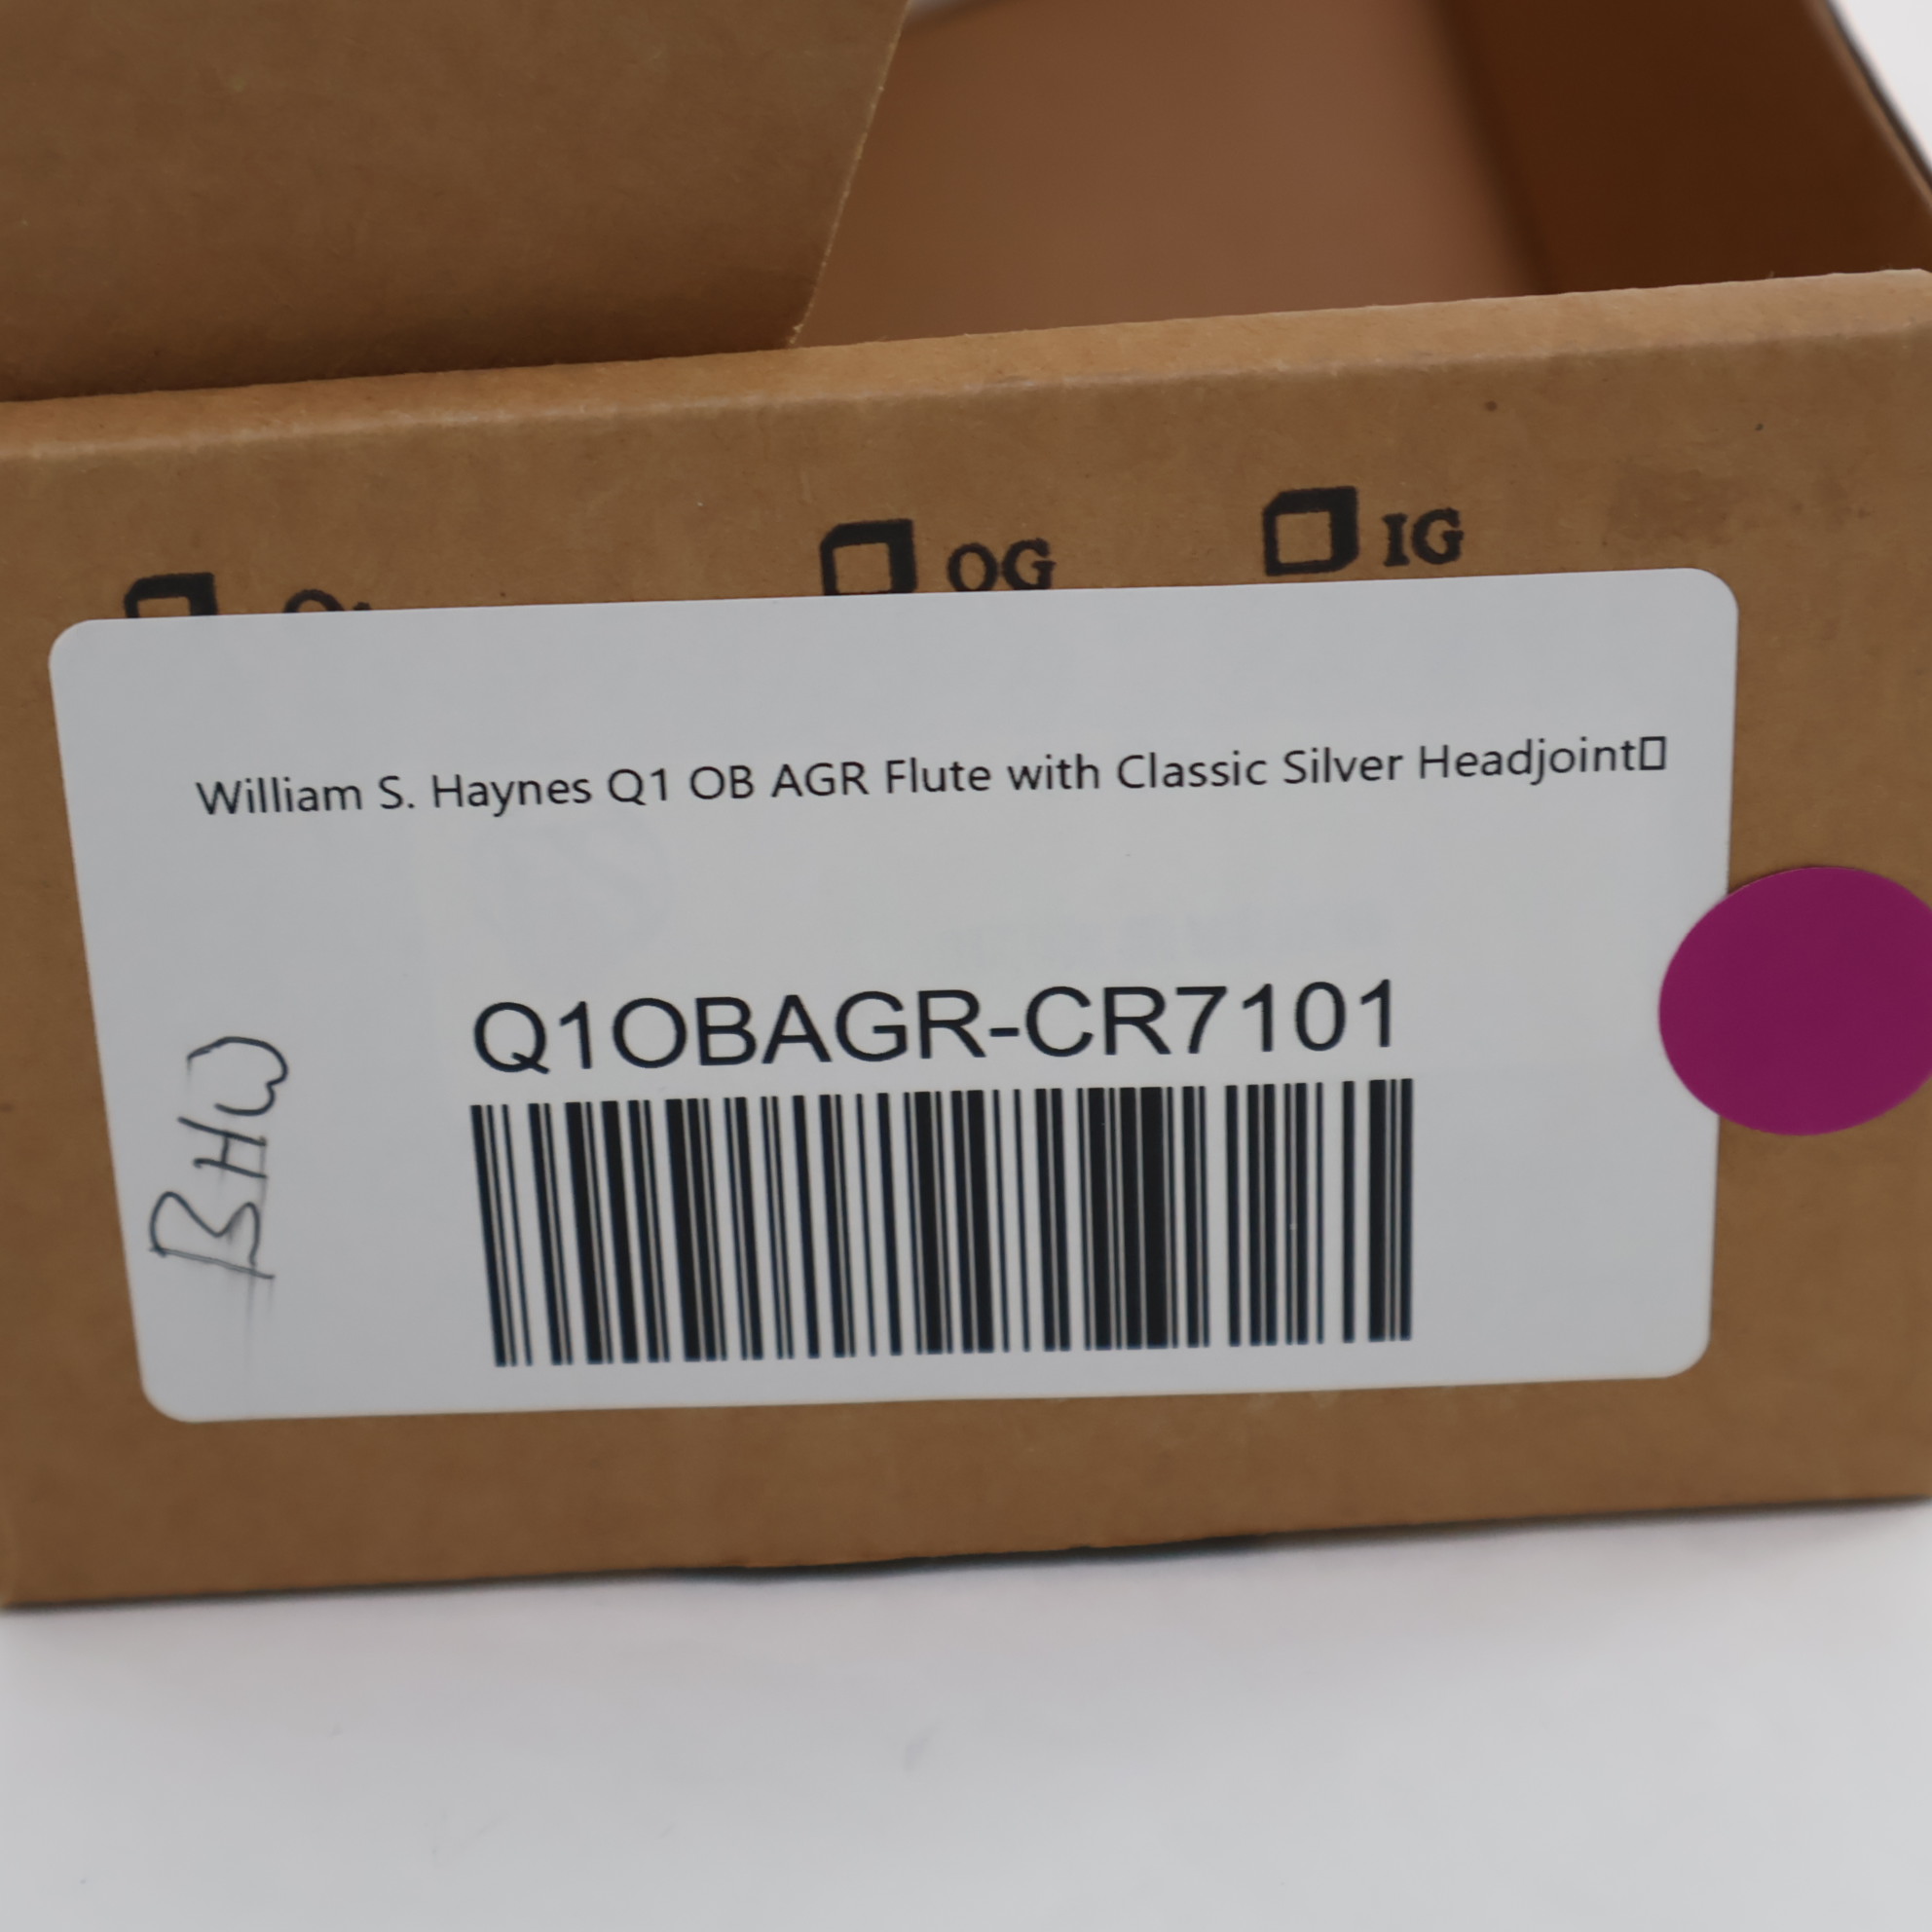 OG
IG
William S. Haynes Q1 OB AGR Flute with Classic Silver Headjoint
Q1OBAGR-CR7101
BHW